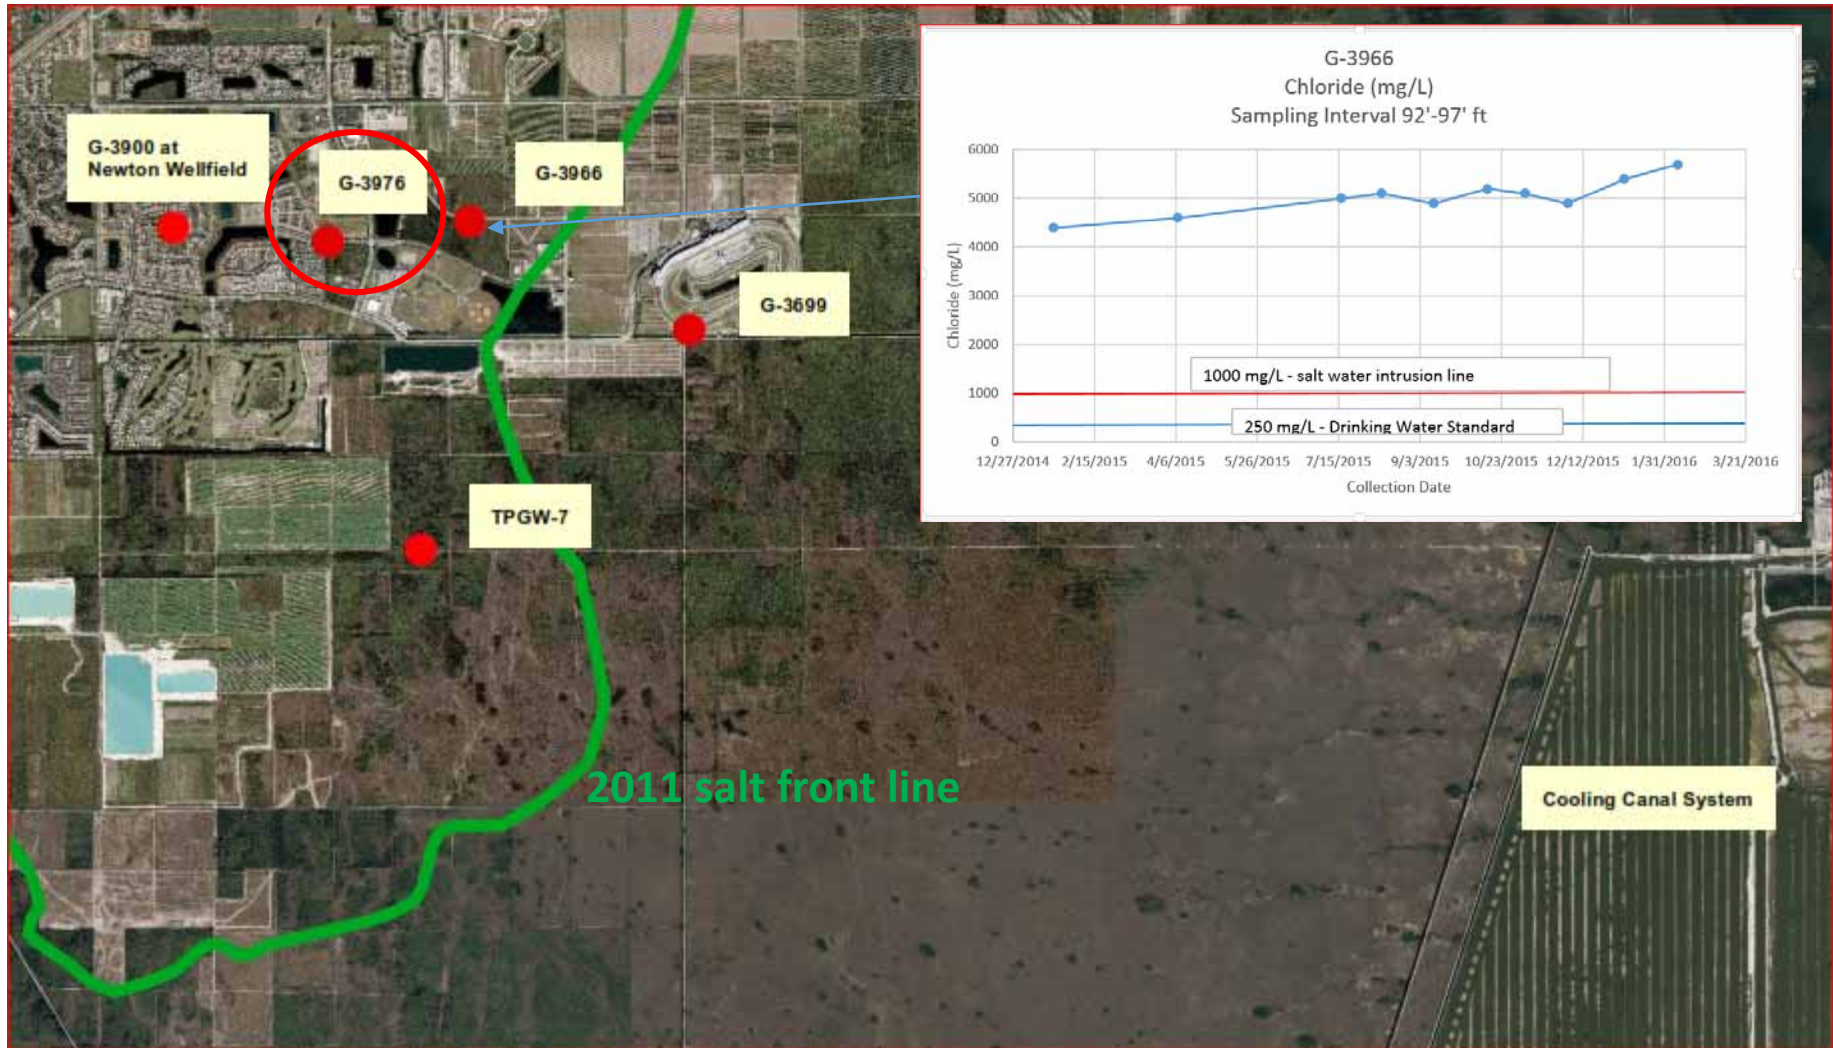 G-3900 at
Newton Wellfield
G-3976
G-3966
G-3699
TPGW-7
2011 salt front line
Cooling Canal System
G-3966
Chloride (mg/L)
Sampling Interval 92'-97' ft
Chloride (mg/L)
6000
5000
4000
3000
2000
1000
0
1000 mg/L - salt water intrusion line
250 mg/L - Drinking Water Standard
12/27/2014 2/15/2015 4/6/2015 5/26/2015 7/15/2015 9/3/2015 10/23/2015 12/12/2015 1/31/2016 3/21/2016
Collection Date